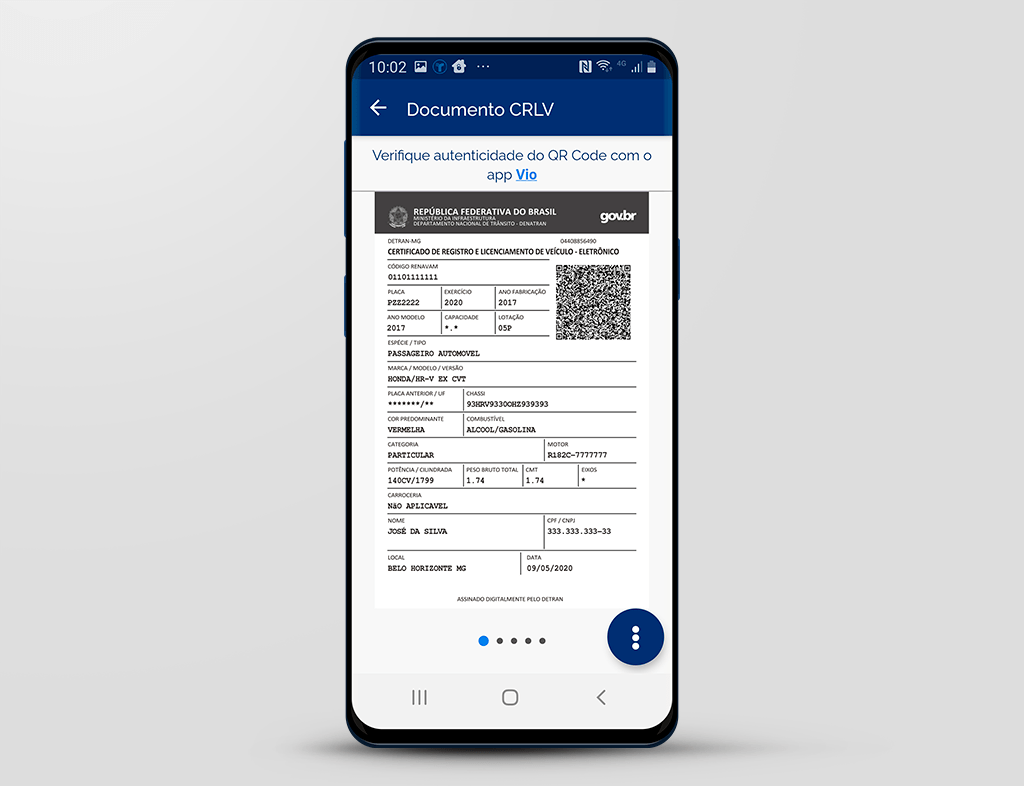 10:02
4G
Documento CRLV
Verifique autenticidade do QR Code com o
app Vio
REPÚBLICA FEDERATIVA DO BRASIL
MINISTÉRIO DA INFRAESTRUTURA
DEPARTAMENTO NACIONAL DE TRÂNSITO - DENATRAN
gov.br
DETRAN-MG 04408856490
CERTIFICADO DE REGISTRO E LICENCIAMENTO DE VEÍCULO - ELETRÔNICO
CÓDIGO RENAVAM
01101111111
PLACA EXERCÍCIO ANO FABRICAÇÃO
PZZ2222 2020 2017
ANO MODELO CAPACIDADE LOTAÇÃO
2017 *.* 05P
ESPÉCIE / TIPO
PASSAGEIRO AUTOMOVEL
MARCA / MODELO / VERSÃO
HONDA/HR-V EX CVT
PLACA ANTERIOR / UF CHASSI
*******/** 93HRV9330OHZ939393
COR PREDOMINANTE COMBUSTÍVEL
VERMELHA ALCOOL/GASOLINA
CATEGORIA MOTOR
PARTICULAR R182C-7777777
POTÊNCIA / CILINDRADA PESO BRUTO TOTAL CMT EIXOS
140CV/1799 1.74 1.74 *
CARROCERIA
Não APLICAVEL
NOME CPF / CNPJ
JOSÉ DA SILVA 333.333.333-33
LOCAL DATA
BELO HORIZONTE MG 09/05/2020
ASSINADO DIGITALMENTE PELO DETRAN